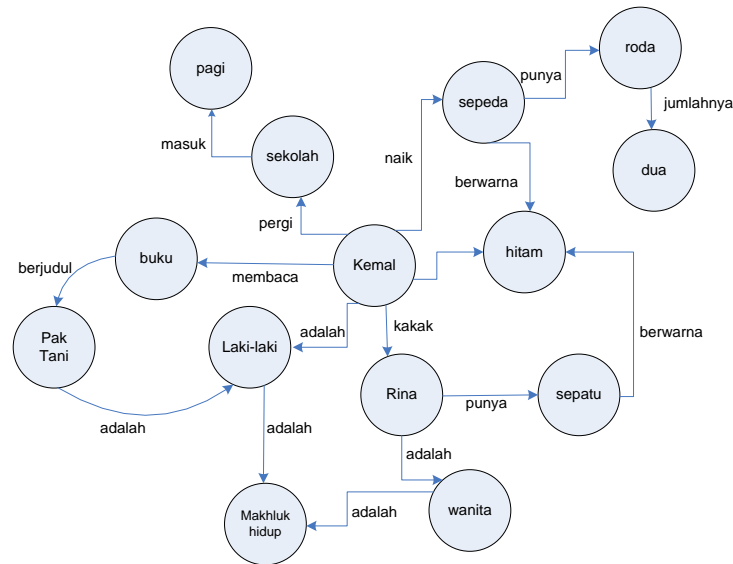 roda
punya
pagi
sepeda
jumlahnya
masuk
sekolah
naik
dua
berwarna
pergi
hitam
buku
Kemal
berjudul
membaca
Pak
Tani
adalah
Laki-laki
kakak
berwarna
Rina
punya
sepatu
adalah
adalah
adalah
Makhluk
hidup
adalah
wanita